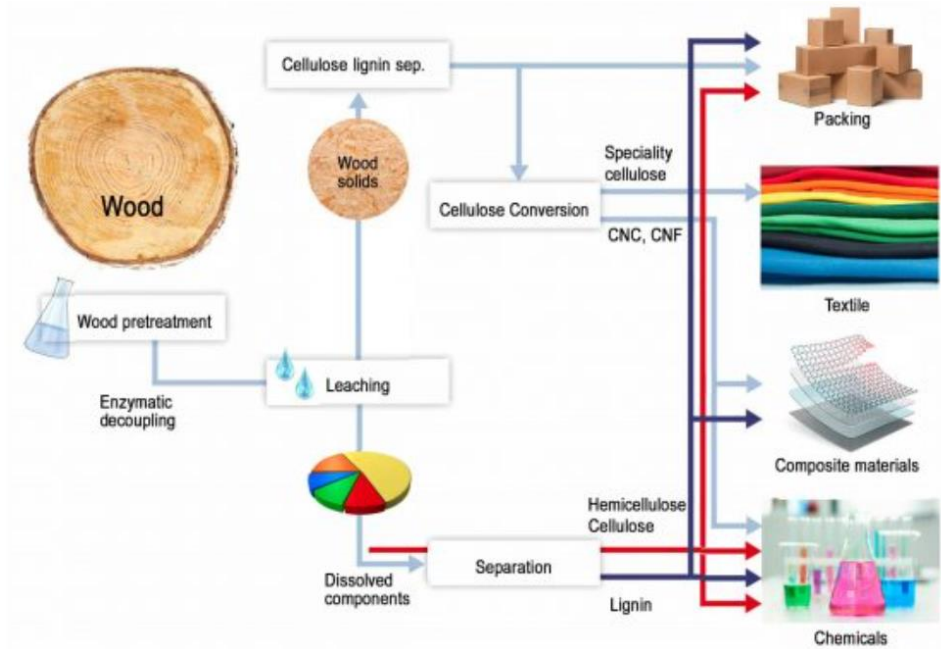 Cellulose lignin sep.
Packing
Wood
Wood
solids
Speciality
cellulose
Cellulose Conversion
CNC, CNF
Textile
Wood pretreatment
Leaching
Enzymatic
decoupling
Composite materials
Hemicellulose
Cellulose
Separation
Dissolved
components
Lignin
Chemicals